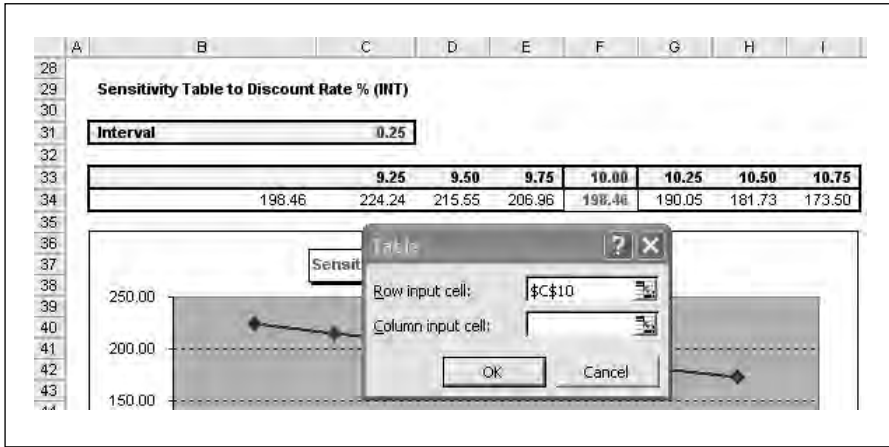 A B C D E F G H I
28
29 Sensitivity Table to Discount Rate % (INT)
30
31 Interval 0.25
32
33 9.25 9.50 9.75 10.00 10.25 10.50 10.75
34 198.46 224.24 215.55 206.96 198.46 190.05 181.73 173.50
35
36 Table ? X
37 Sensit
38 Row input cell: $C$10
39 250.00
40 Column input cell:
41 200.00
42 OK Cancel
43
44 150.00